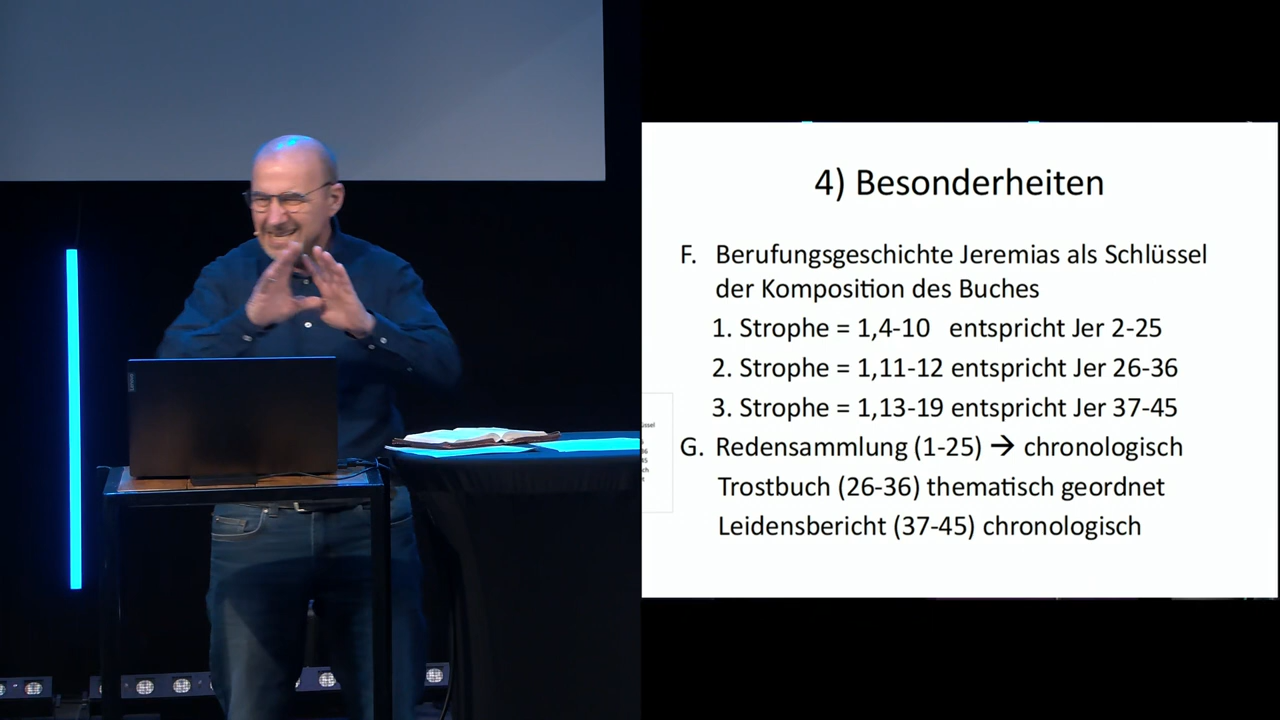 4) Besonderheiten
F. Berufungsgeschichte Jeremias als Schlüssel
der Komposition des Buches
1. Strophe = 1,4-10 entspricht Jer 2-25
2. Strophe = 1,11-12 entspricht Jer 26-36
3. Strophe = 1,13-19 entspricht Jer 37-45
G. Redensammlung (1-25) → chronologisch
Trostbuch (26-36) thematisch geordnet
Leidensbericht (37-45) chronologisch